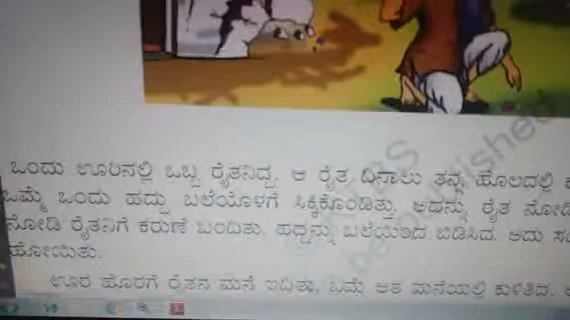 ಒಂದು ಊರಿನಲ್ಲಿ ಒಬ್ಬ ರೈತನಿದ್ದ. ಆ ರೈತ ದಿನಾಲು ತನ್ನ ಹೊಲದಲ್ಲಿ
ಒಮ್ಮೆ ಒಂದು ಹದ್ದು ಬಲೆಯೊಳಗೆ ಸಿಕ್ಕಿಕೊಂಡಿತ್ತು. ಅದನ್ನು ರೈತ ನೋಡಿ
ನೋಡಿ ರೈತನಿಗೆ ಕರುಣೆ ಬಂದಿತು. ಹದ್ದನ್ನು ಬಲೆಯಿಂದ ಬಿಡಿಸಿದ. ಅದು
ಹೋಯಿತು.
ಊರ ಹೊರಗೆ ರೈತನ ಮನೆ ಇದಿತು, ಒಮ್ಮೆ ಆತ ಮನೆಯಲ್ಲಿ ಕುಳಿತಿದ.